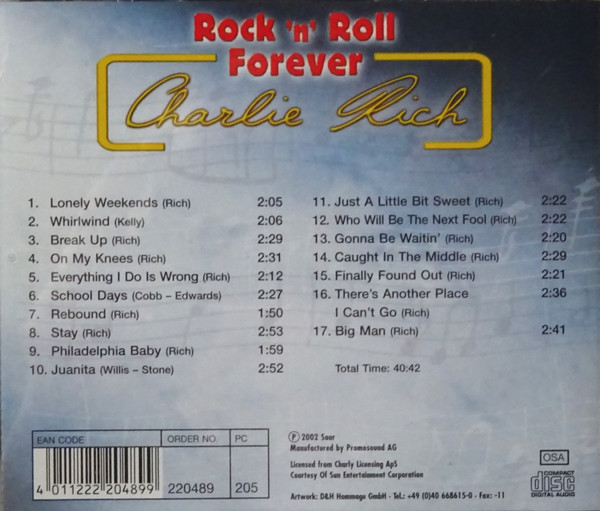 Rock 'n' Roll
Forever
Charlie Rich
1. Lonely Weekends (Rich) 2:05
2. Whirlwind (Kelly) 2:06
3. Break Up (Rich) 2:29
4. On My Knees (Rich) 2:31
5. Everything I Do Is Wrong (Rich) 2:12
6. School Days (Cobb – Edwards) 2:27
7. Rebound (Rich) 1:50
8. Stay (Rich) 2:53
9. Philadelphia Baby (Rich) 1:59
10. Juanita (Willis – Stone) 2:52
11. Just A Little Bit Sweet (Rich) 2:22
12. Who Will Be The Next Fool (Rich) 2:22
13. Gonna Be Waitin' (Rich) 2:20
14. Caught In The Middle (Rich) 2:29
15. Finally Found Out (Rich) 2:21
16. There's Another Place 2:36
I Can't Go (Rich)
17. Big Man (Rich) 2:41
Total Time: 40:42
EAN CODE ORDER NO. PC
4 011222 204899 220489 205
℗ 2002 Saar
Manufactured by Promosound AG
Licensed from Charly Licensing ApS
Courtesy Of Sun Entertainment Corporation
Artwork: D&H Hommage GmbH - Tel.: +49 (0)40 668615-0 - Fax: -11
OSA
COMPACT
disc
DIGITAL AUDIO